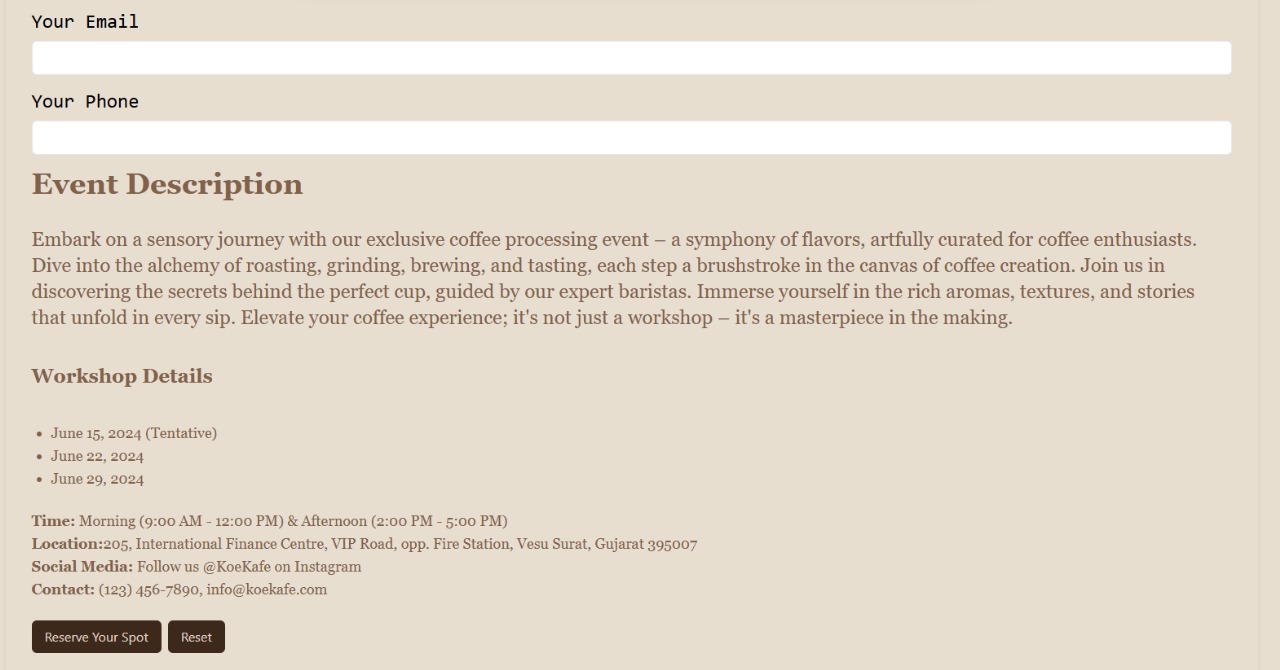 Your Email
Your Phone
Event Description
Embark on a sensory journey with our exclusive coffee processing event – a symphony of flavors, artfully curated for coffee enthusiasts.
Dive into the alchemy of roasting, grinding, brewing, and tasting, each step a brushstroke in the canvas of coffee creation. Join us in
discovering the secrets behind the perfect cup, guided by our expert baristas. Immerse yourself in the rich aromas, textures, and stories
that unfold in every sip. Elevate your coffee experience; it's not just a workshop – it's a masterpiece in the making.
Workshop Details
• June 15, 2024 (Tentative)
• June 22, 2024
• June 29, 2024
Time: Morning (9:00 AM - 12:00 PM) & Afternoon (2:00 PM - 5:00 PM)
Location:205, International Finance Centre, VIP Road, opp. Fire Station, Vesu Surat, Gujarat 395007
Social Media: Follow us @KoeKafe on Instagram
Contact: (123) 456-7890, info@koekafe.com
Reserve Your Spot Reset